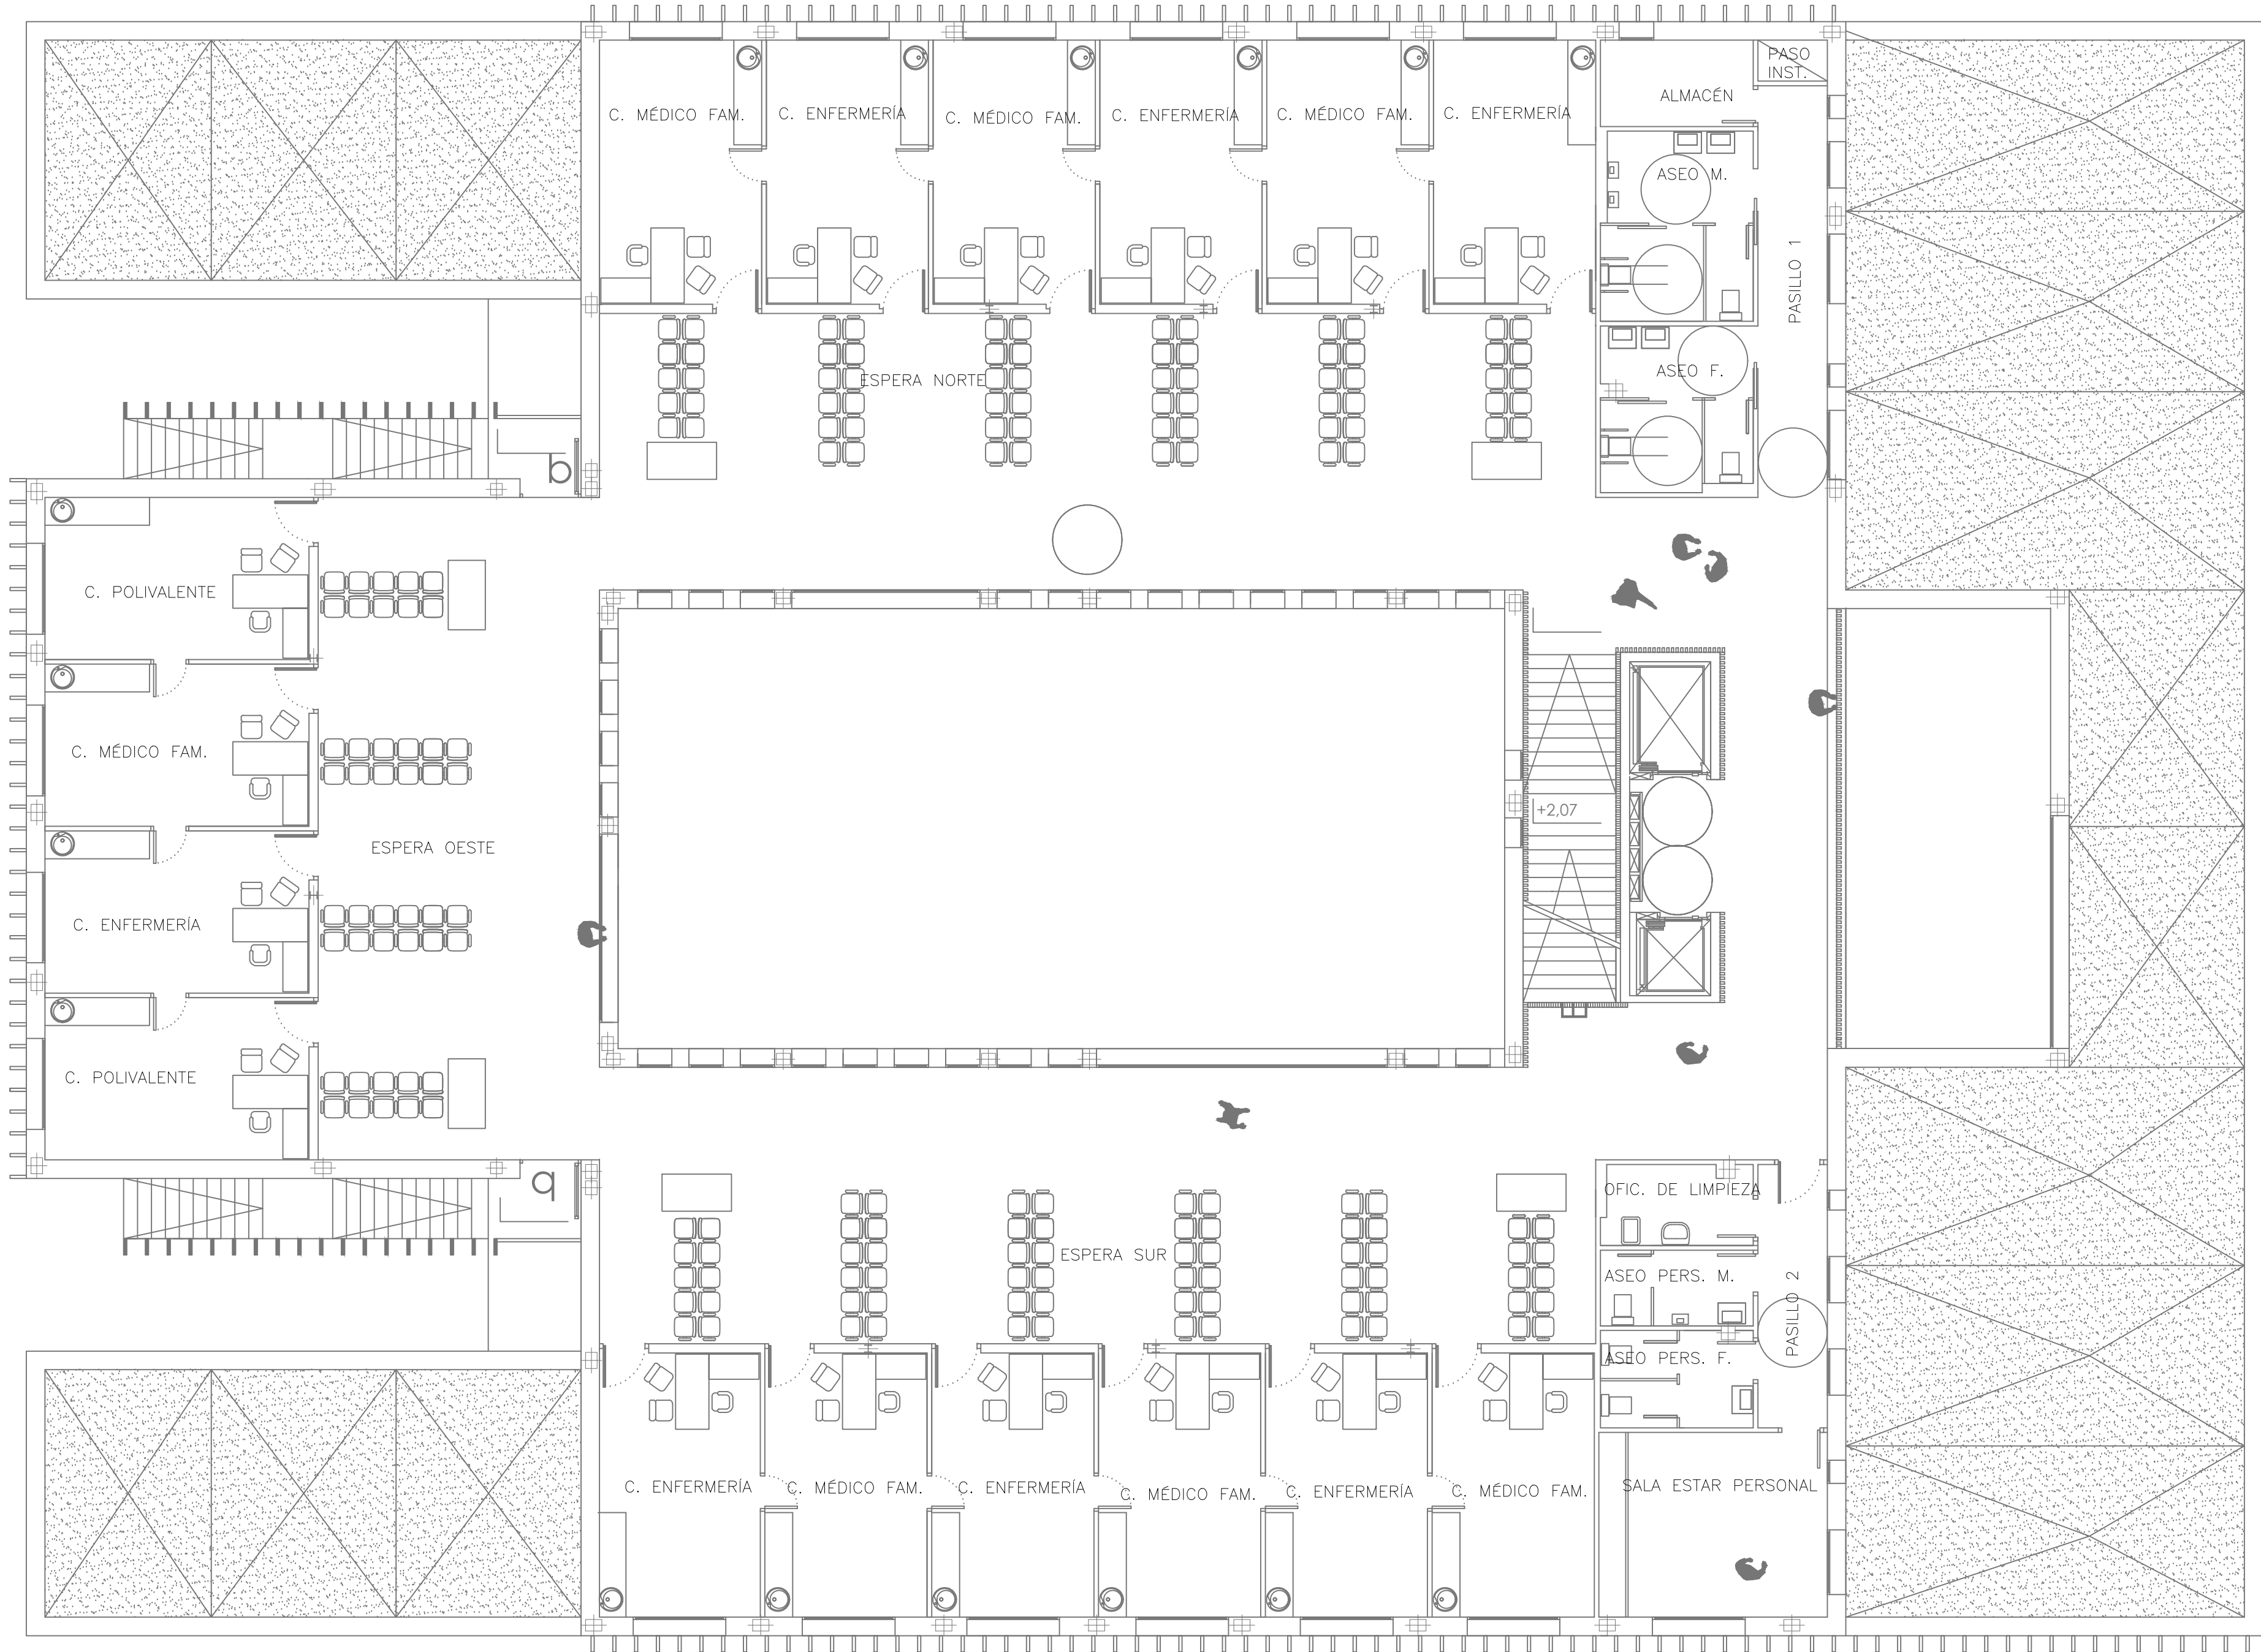 PASO
INST.
ALMACÉN
C. MÉDICO FAM.
C. ENFERMERÍA
C. MÉDICO FAM.
C. ENFERMERÍA
C. MÉDICO FAM.
C. ENFERMERÍA
ASEO M.
PASILLO 1
ESPERA NORTE
ASEO F.
C. POLIVALENTE
C. MÉDICO FAM.
+2,07
ESPERA OESTE
C. ENFERMERÍA
C. POLIVALENTE
OFIC. DE LIMPIEZA
ESPERA SUR
ASEO PERS. M.
PASILLO 2
ASEO PERS. F.
C. ENFERMERÍA
C. MÉDICO FAM.
C. ENFERMERÍA
C. MÉDICO FAM.
C. ENFERMERÍA
C. MÉDICO FAM.
SALA ESTAR PERSONAL